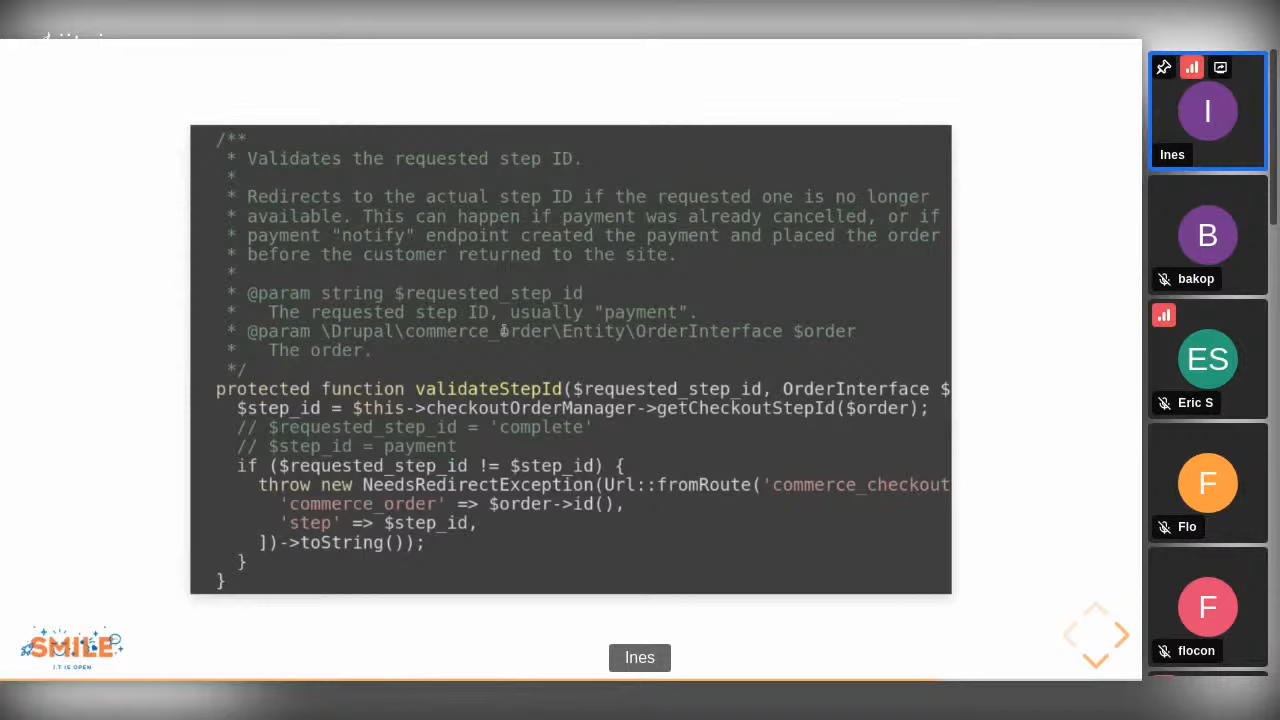 /**
* Validates the requested step ID.
*
* Redirects to the actual step ID if the requested one is no longer
* available. This can happen if payment was already cancelled, or if
* payment "notify" endpoint created the payment and placed the order
* before the customer returned to the site.
*
* @param string $requested_step_id
*   The requested step ID, usually "payment".
* @param \Drupal\commerce_order\Entity\OrderInterface $order
*   The order.
*/
protected function validateStepId($requested_step_id, OrderInterface $
$step_id = $this->checkoutOrderManager->getCheckoutStepId($order);
// $requested_step_id = 'complete'
// $step_id = payment
if ($requested_step_id != $step_id) {
throw new NeedsRedirectException(Url::fromRoute('commerce_checkout
'commerce_order' => $order->id(),
'step' => $step_id,
])->toString());
}
}
SMILE
I.T IS OPEN
Ines
I
Ines
B
bakop
ES
Eric S
F
Flo
F
flocon